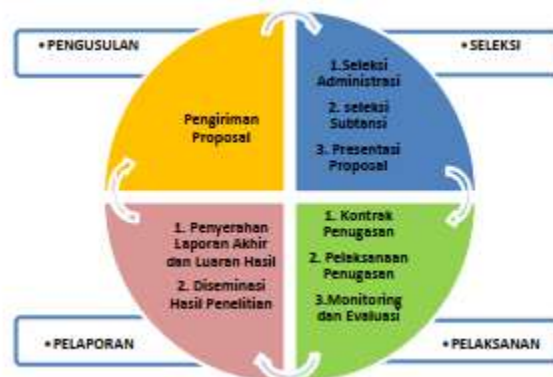 • PENGUSULAN
• SELEKSI
Pengiriman
Proposal
1.Seleksi
Administrasi
2. seleksi
Subtansi
3. Presentasi
Proposal
1. Penyerahan
Laporan Akhir
dan Luaran Hasil
2. Diseminasi
Hasil Penelitian
1. Kontrak
Penugasan
2. Pelaksanaan
Penugasan
3.Monitoring
dan Evaluasi
• PELAPORAN
• PELAKSANAN